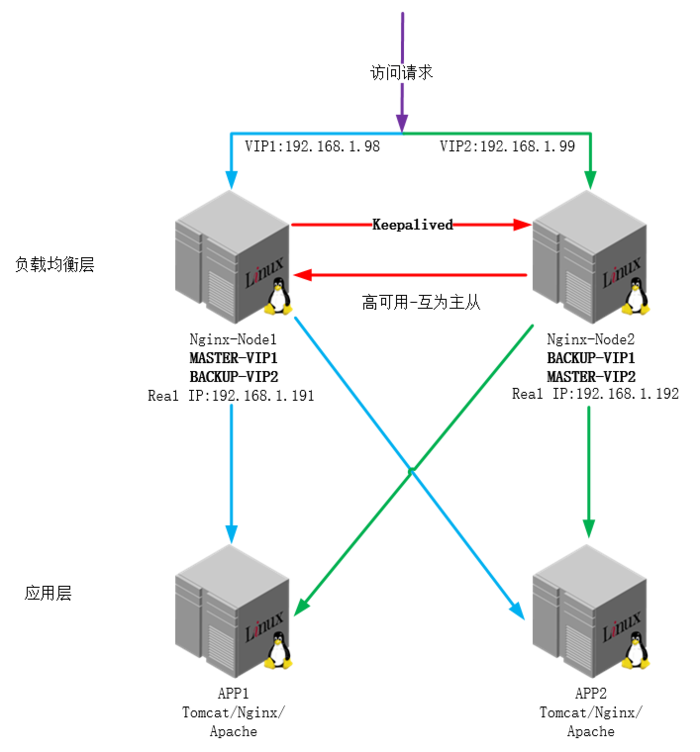 访问请求
VIP1:192.168.1.98
VIP2:192.168.1.99
Keepalived
Linux
Linux
负载均衡层
高可用-互为主从
Nginx-Node1
MASTER-VIP1
BACKUP-VIP2
Real IP:192.168.1.191
Nginx-Node2
BACKUP-VIP1
MASTER-VIP2
Real IP:192.168.1.192
应用层
Linux
Linux
APP1
Tomcat/Nginx/
Apache
APP2
Tomcat/Nginx/
Apache